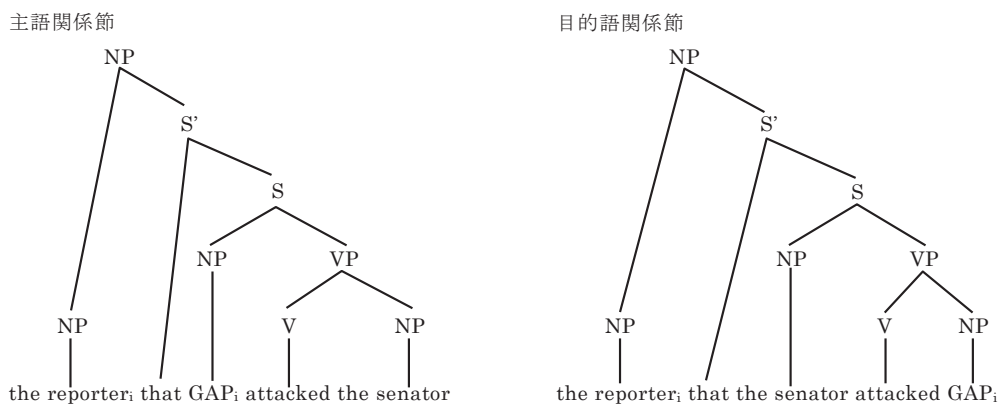 主語関係節
NP
S’
S
NP VP
NP V NP
the reporterᵢ that GAPᵢ attacked the senator
目的語関係節
NP
S’
S
NP VP
NP V NP
the reporterᵢ that the senator attacked GAPᵢ